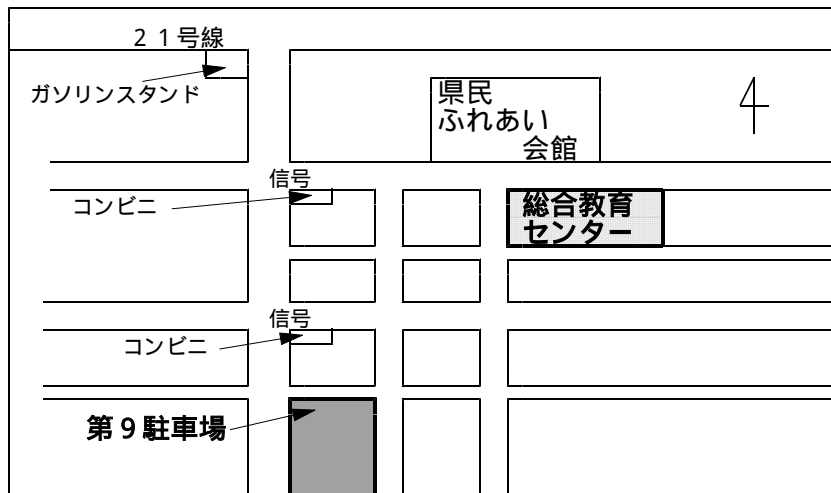 ２１号線
ガソリンスタンド
県民
ふれあい
会館
信号
コンビニ
総合教育
センター
信号
コンビニ
第９駐車場